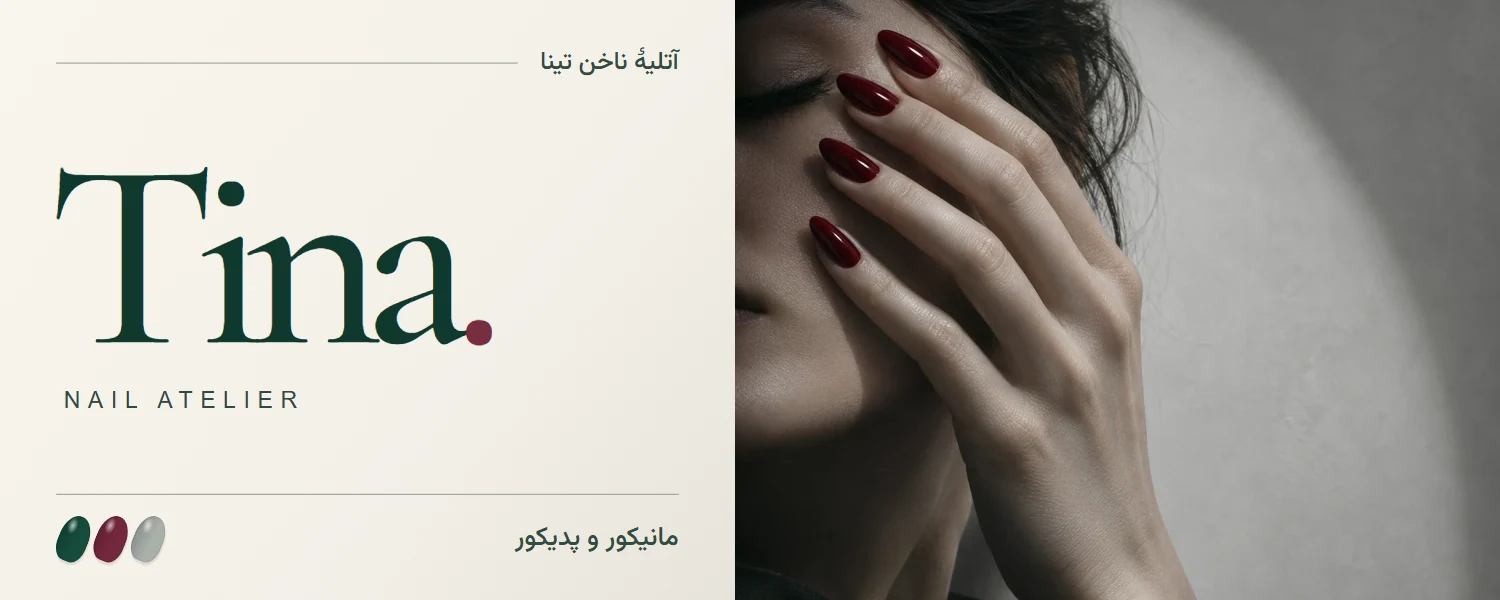 آتلیهٔ ناخن تینا
Tina.
NAIL ATELIER
مانیکور و پدیکور